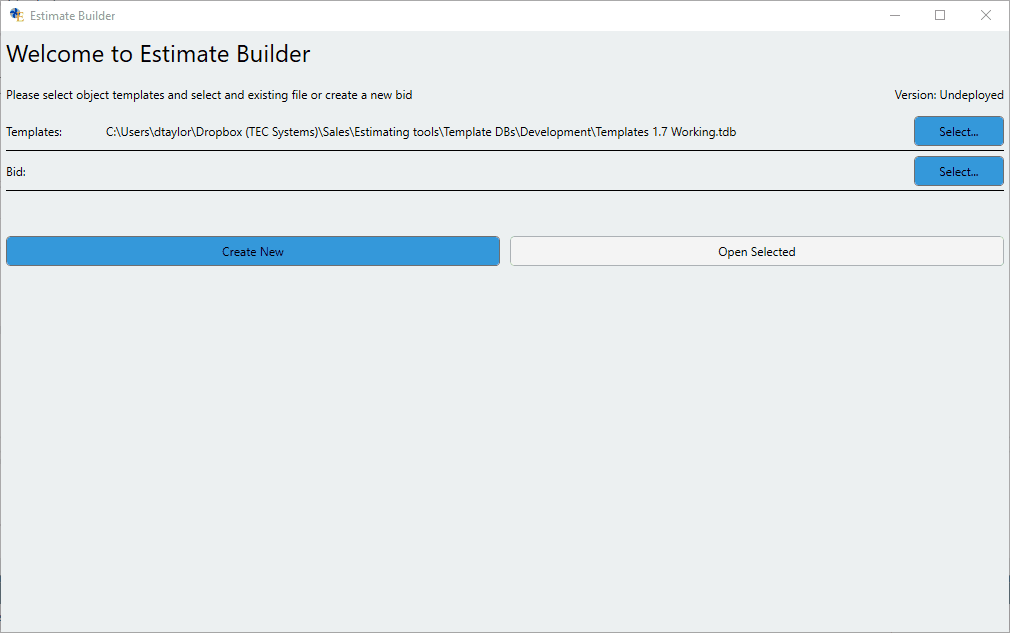 Estimate Builder
Welcome to Estimate Builder
Please select object templates and select and existing file or create a new bid
Version: Undeployed
Templates: C:\Users\dtaylor\Dropbox (TEC Systems)\Sales\Estimating tools\Template DBs\Development\Templates 1.7 Working.tdb Select...
Bid: Select...
Create New
Open Selected